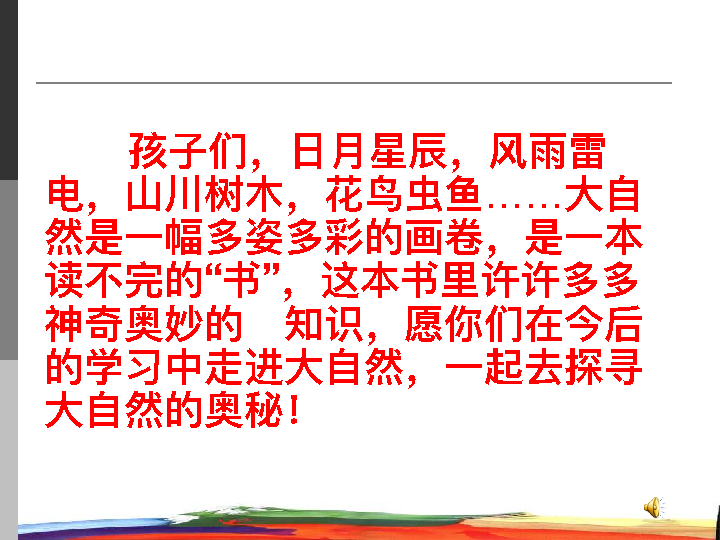 孩子们，日月星辰，风雨雷
电，山川树木，花鸟虫鱼……大自
然是一幅多姿多彩的画卷，是一本
读不完的“书”，这本书里许许多多
神奇奥妙的　知识，愿你们在今后
的学习中走进大自然，一起去探寻
大自然的奥秘！